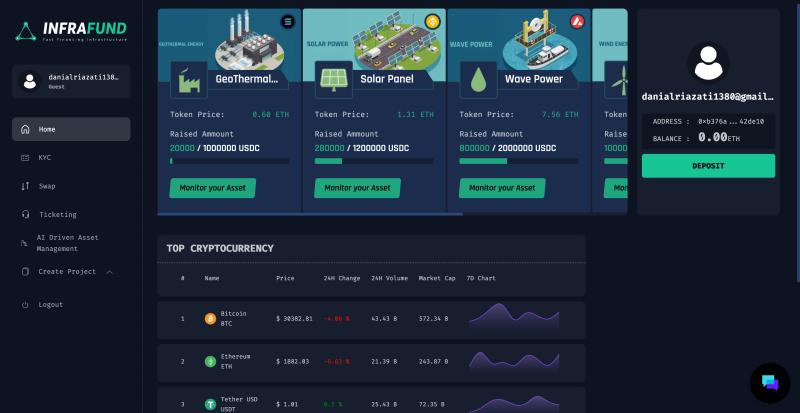 INFRAFUND
Fast Financing Infrastructure
danialriazati138…
Guest
Home
KYC
Swap
Ticketing
AI Driven Asset
Management
Create Project
Logout
GEOTHERMAL ENERGY
GeoThermal…
Token Price: 0.60 ETH
Raised Ammount
20000 / 1000000 USDC
Monitor your Asset
SOLAR POWER
Solar Panel
Token Price: 1.31 ETH
Raised Ammount
280000 / 1200000 USDC
Monitor your Asset
WAVE POWER
Wave Power
Token Price: 7.56 ETH
Raised Ammount
800000 / 2000000 USDC
Monitor your Asset
WIND ENER
W
Token
Raised
10000
Mon
danialriazati1380@gmail…
ADDRESS : 0×b376a...42de10
BALANCE : 0.00ETH
DEPOSIT
TOP CRYPTOCURRENCY
# Name Price 24H Change 24H Volume Market Cap 7D Chart
1 Bitcoin BTC $ 30382.81 -4.06 % 43.43 B 572.34 B
2 Ethereum ETH $ 1882.03 -6.63 % 21.39 B 243.87 B
3 Tether USD USDT $ 1.01 0.1 % 25.43 B 72.35 B